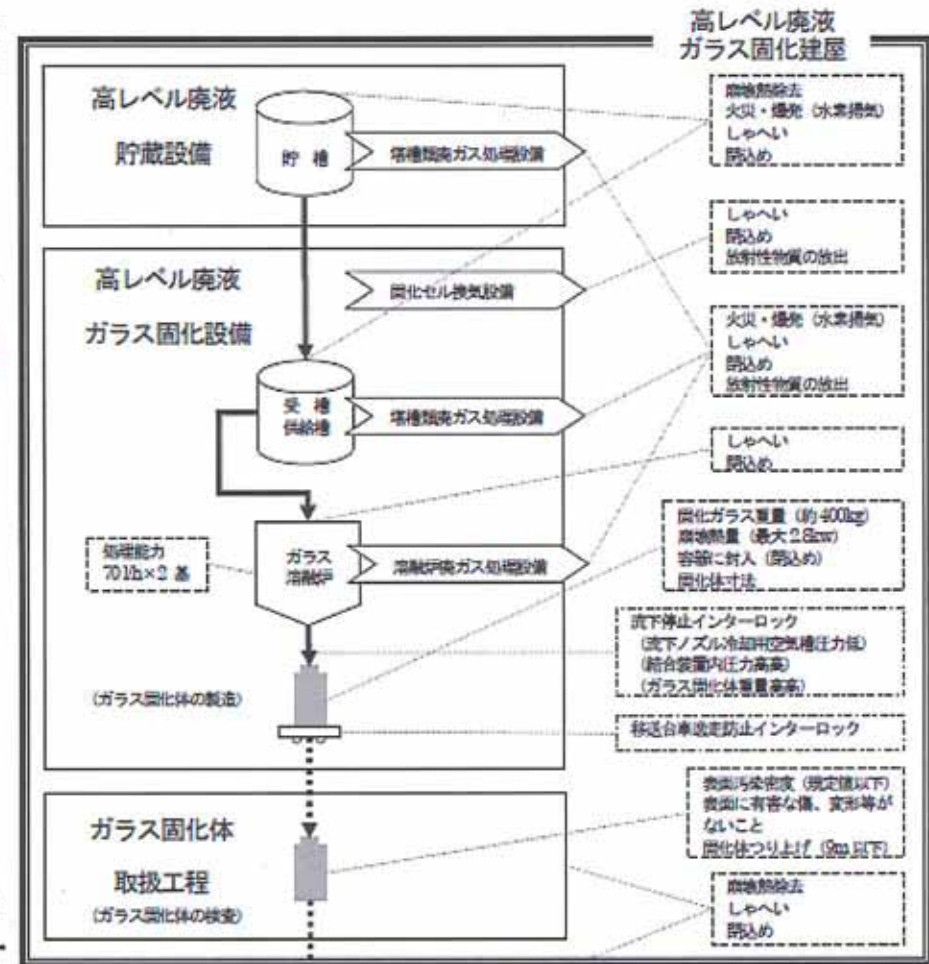 高レベル廃液
ガラス固化建屋
高レベル廃液
貯蔵設備
貯 槽
塔槽類廃ガス処理設備
崩壊熱除去
火災・爆発（水素掃気）
しゃへい
閉込め
しゃへい
閉込め
放射性物質の放出
高レベル廃液
ガラス固化設備
固化セル換気設備
火災・爆発（水素掃気）
しゃへい
閉込め
放射性物質の放出
受 槽
供給槽
塔槽類廃ガス処理設備
しゃへい
閉込め
処理能力
70l/h×2 基
ガラス
溶融炉
溶融炉廃ガス処理設備
固化ガラス重量（約400kg）
崩壊熱量（最大2.8kw）
容器に封入（閉込め）
固化体寸法
流下停止インターロック
(流下ノズル冷却用空気槽圧力低)
(結合装置内圧力高高)
(ガラス固化体重量高高)
(ガラス固化体の製造)
移送台車逸走防止インターロック
表面汚染密度（規定値以下）
表面に有害な傷、変形等が
ないこと
固化体つり上げ（9m以下）
ガラス固化体
取扱工程
(ガラス固化体の検査)
崩壊熱除去
しゃへい
閉込め